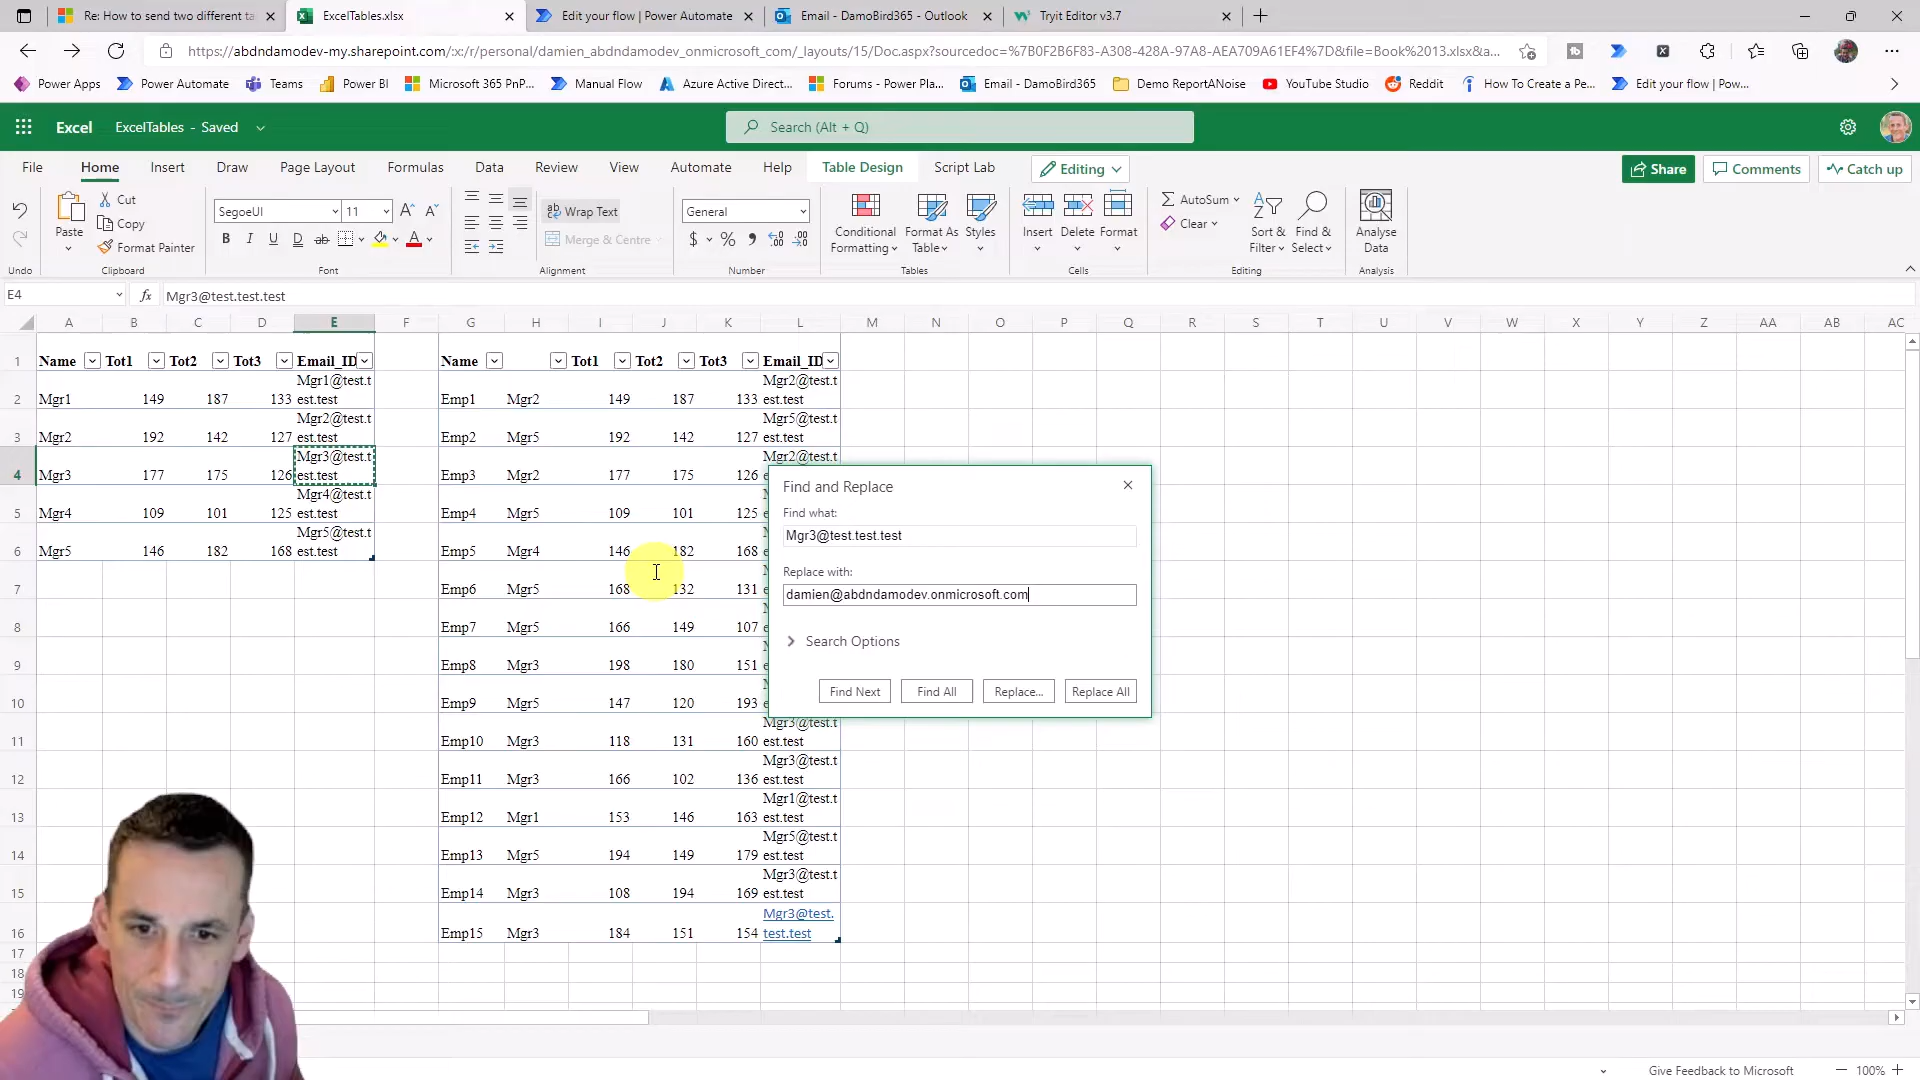 Re: How to send two different ta
ExcelTables.xlsx
Edit your flow | Power Automate
Email - DamoBird365 - Outlook
Tryit Editor v3.7
https://abdndamodev-my.sharepoint.com/:x:/r/personal/damien_abdndamodev_onmicrosoft_com/_layouts/15/Doc.aspx?sourcedoc=%7B0F2B6F83-A308-428A-97A8-AEA709A61EF4%7D&file=Book%2013.xlsx&a...
Power Apps
Power Automate
Teams
Power BI
Microsoft 365 PnP...
Manual Flow
Azure Active Direct...
Forums - Power Pla...
Email - DamoBird365
Demo ReportANoise
YouTube Studio
Reddit
How To Create a Pe...
Edit your flow | Pow...
Excel
ExcelTables - Saved
Search (Alt + Q)
File Home Insert Draw Page Layout Formulas Data Review View Automate Help Table Design Script Lab
Editing
Share
Comments
Catch up
Paste
Cut
Copy
Format Painter
SegoeUI 11
B I U D ab
Wrap Text
Merge & Centre
General
$ % 9
Conditional Formatting
Format As Table
Styles
Insert Delete Format
AutoSum
Clear
Sort & Filter
Find & Select
Analyse Data
Undo Clipboard Font Alignment Number Tables Cells Editing Analysis
E4 fx Mgr3@test.test.test
A B C D E F G H I J K L M N O P Q R S T U V W X Y Z AA AB AC
1 Name Tot1 Tot2 Tot3 Email_ID Name Tot1 Tot2 Tot3 Email_ID
2 Mgr1 149 187 133 Mgr1@test.test.test Emp1 Mgr2 149 187 133 Mgr2@test.test.test
3 Mgr2 192 142 127 Mgr2@test.test.test Emp2 Mgr5 192 142 127 Mgr5@test.test.test
4 Mgr3 177 175 126 Mgr3@test.test.test Emp3 Mgr2 177 175 126 Mgr2@test.t
5 Mgr4 109 101 125 Mgr4@test.test.test Emp4 Mgr5 109 101 125
6 Mgr5 146 182 168 Mgr5@test.test.test Emp5 Mgr4 146 182 168
7 Emp6 Mgr5 168 132 131
8 Emp7 Mgr5 166 149 107
9 Emp8 Mgr3 198 180 151
10 Emp9 Mgr5 147 120 193
11 Emp10 Mgr3 118 131 160 Mgr3@test.test.test
12 Emp11 Mgr3 166 102 136 Mgr3@test.test.test
13 Emp12 Mgr1 153 146 163 Mgr1@test.test.test
14 Emp13 Mgr5 194 149 179 Mgr5@test.test.test
15 Emp14 Mgr3 108 194 169 Mgr3@test.test.test
16 Emp15 Mgr3 184 151 154 Mgr3@test.test.test
17
18
19
Find and Replace
Find what:
Mgr3@test.test.test
Replace with:
damien@abdndamodev.onmicrosoft.com
Search Options
Find Next Find All Replace... Replace All
Give Feedback to Microsoft
100%